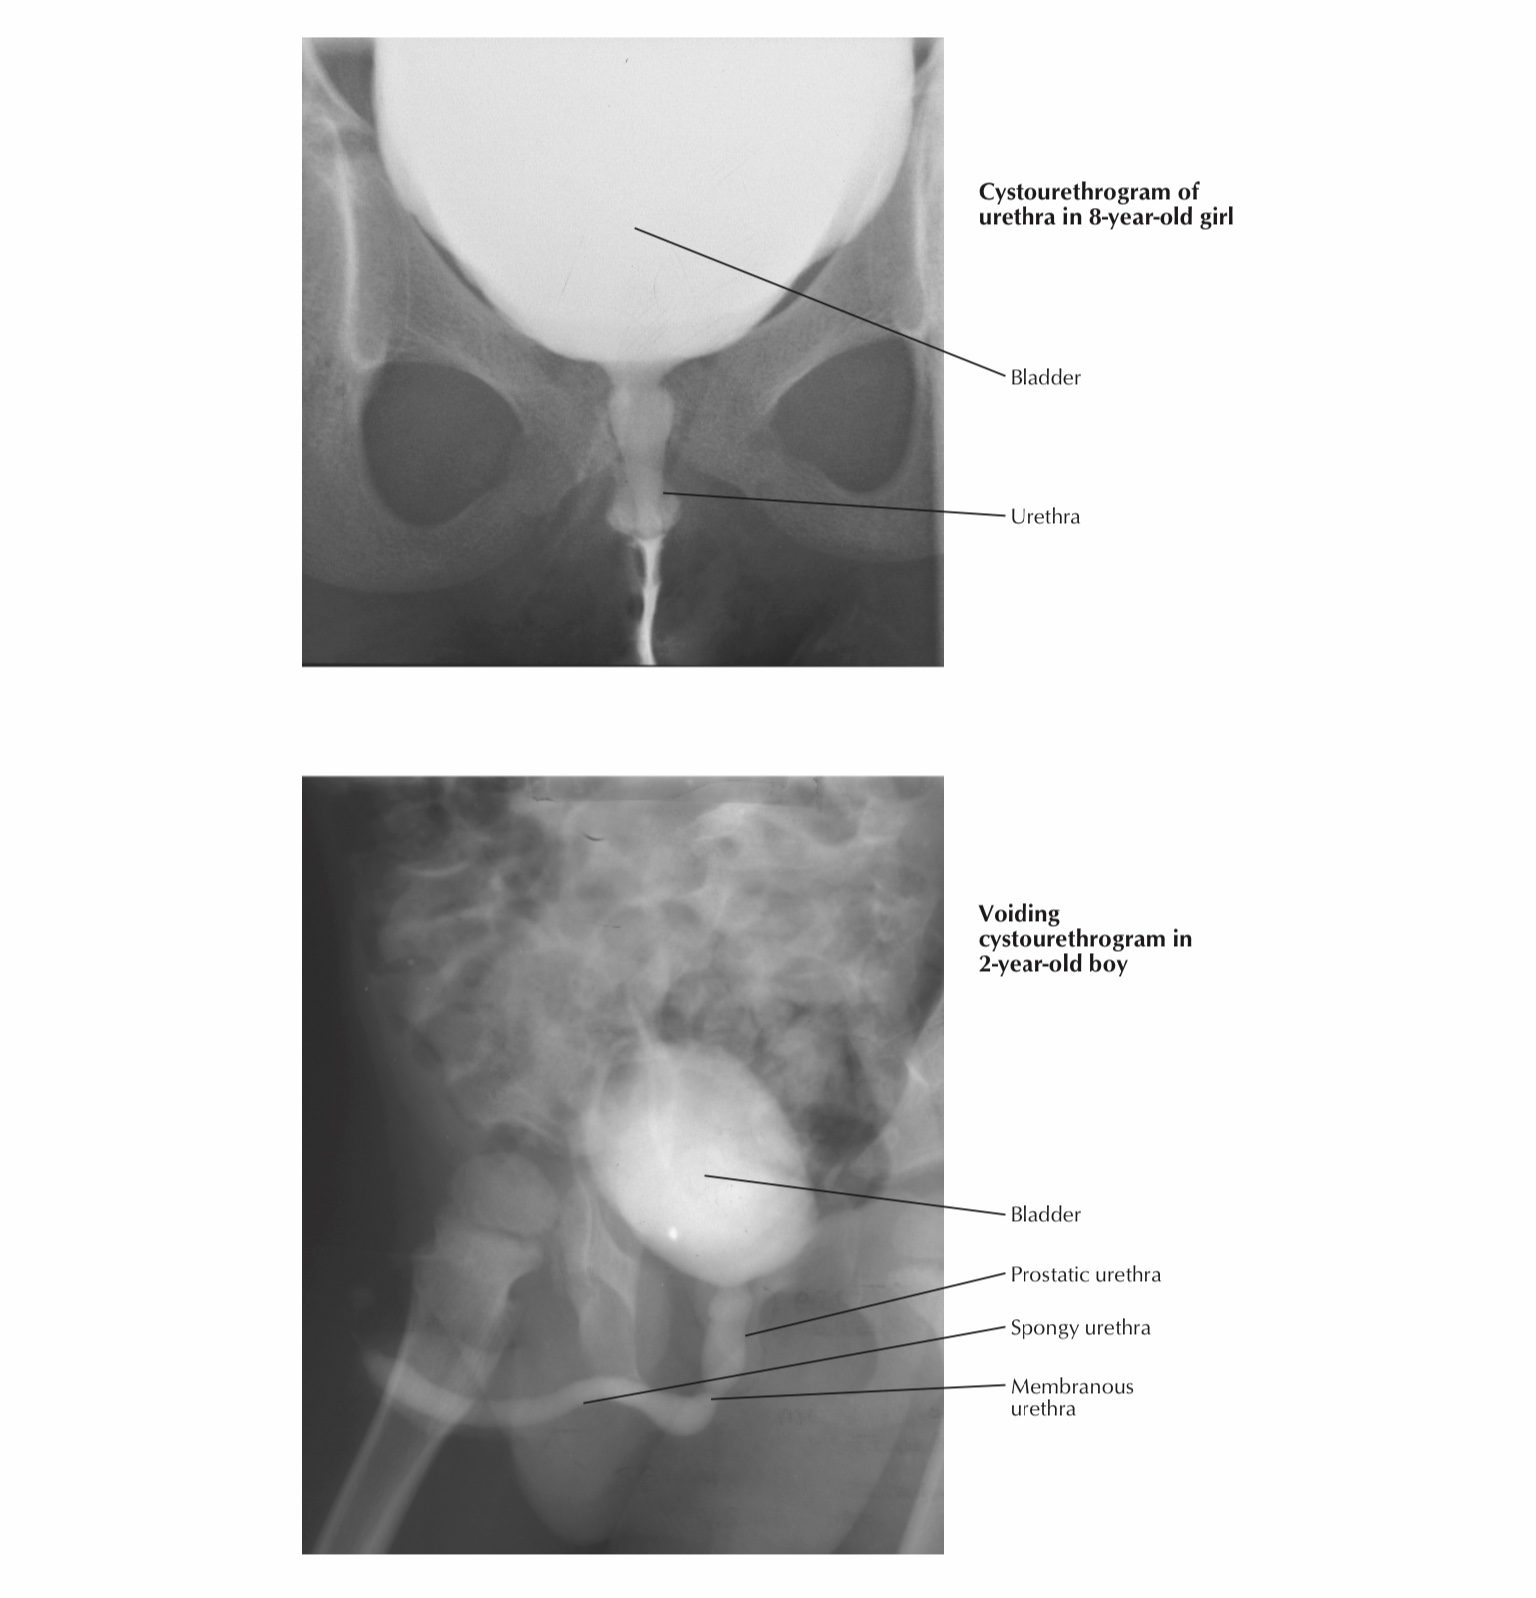 Cystourethrogram of
urethra in 8-year-old girl
Bladder
Urethra
Voiding
cystourethrogram in
2-year-old boy
Bladder
Prostatic urethra
Spongy urethra
Membranous
urethra